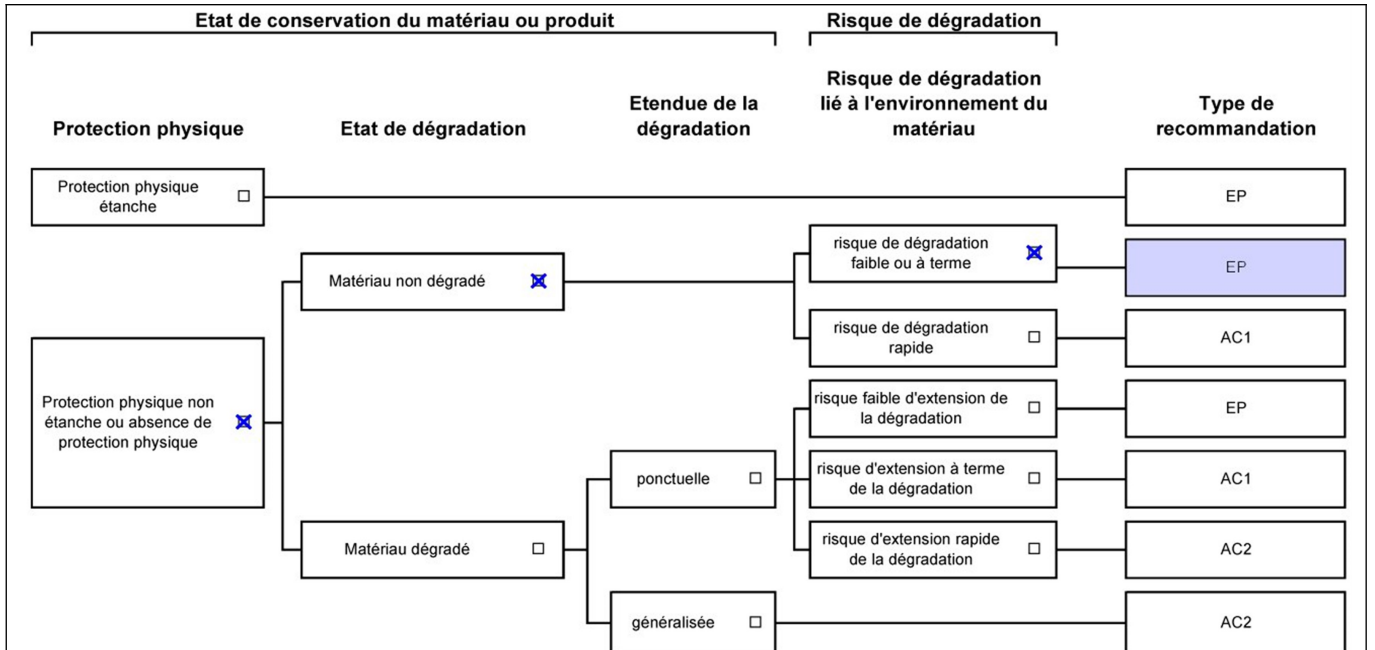 Etat de conservation du matériau ou produit
Risque de dégradation
Protection physique
Etat de dégradation
Etendue de la
dégradation
Risque de dégradation
lié à l'environnement du
matériau
Type de
recommandation
Protection physique
étanche
EP
Protection physique non
étanche ou absence de
protection physique
Matériau non dégradé
risque de dégradation
faible ou à terme
EP
risque de dégradation
rapide
AC1
Matériau dégradé
ponctuelle
risque faible d'extension de
la dégradation
EP
risque d'extension à terme
de la dégradation
AC1
risque d'extension rapide
de la dégradation
AC2
généralisée
AC2